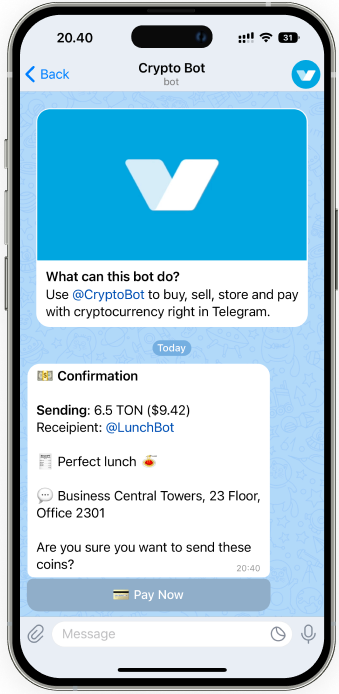 20.40
31
Back
Crypto Bot
bot
What can this bot do?
Use @CryptoBot to buy, sell, store and pay
with cryptocurrency right in Telegram.
Today
Confirmation
Sending: 6.5 TON ($9.42)
Receipient: @LunchBot
Perfect lunch
Business Central Towers, 23 Floor,
Office 2301
Are you sure you want to send these
coins?
20:40
Pay Now
Message